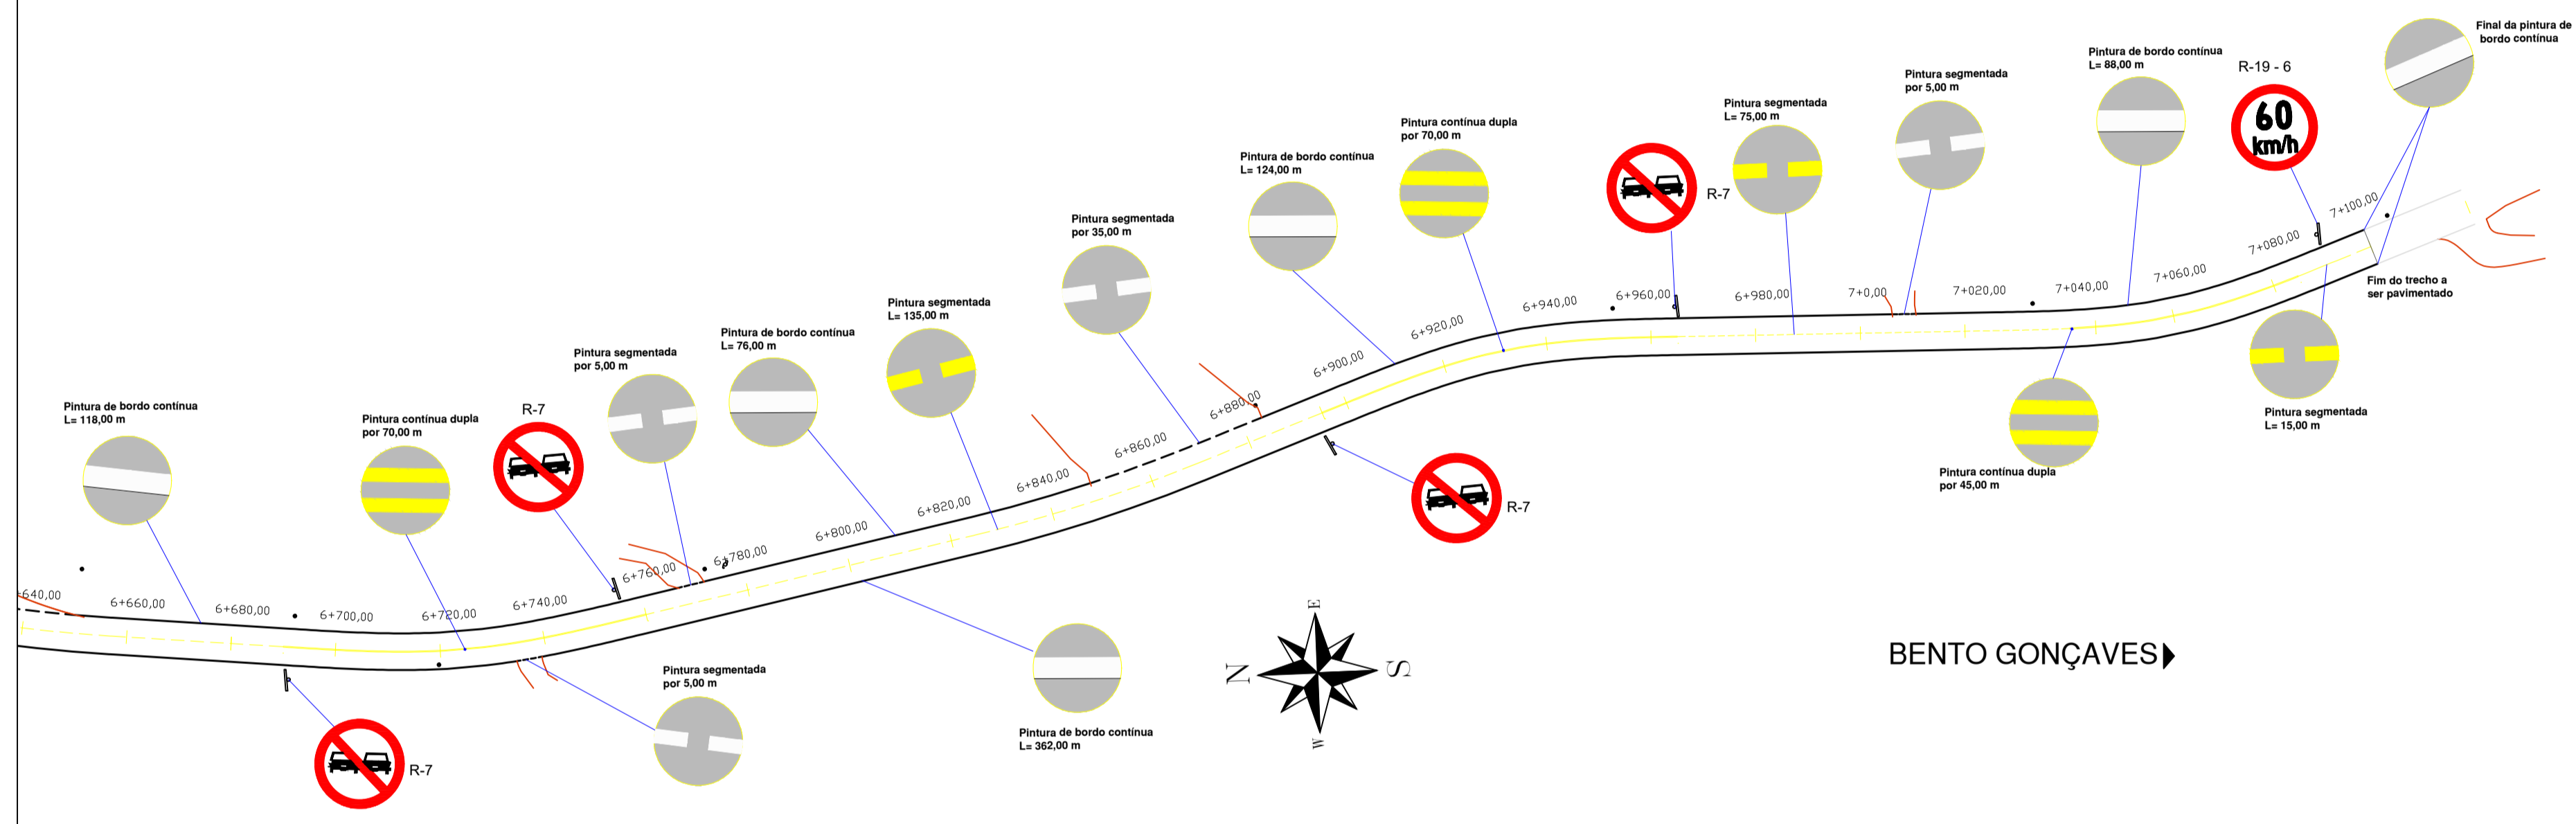 Pintura de bordo contínua
L= 118,00 m
Pintura contínua dupla
por 70,00 m
R-7
Pintura segmentada
por 5,00 m
Pintura de bordo contínua
L= 76,00 m
Pintura segmentada
L= 135,00 m
Pintura segmentada
por 35,00 m
Pintura de bordo contínua
L= 124,00 m
Pintura contínua dupla
por 70,00 m
R-7
Pintura segmentada
L= 75,00 m
Pintura segmentada
por 5,00 m
Pintura de bordo contínua
L= 88,00 m
R-19 - 6
60
km/h
Final da pintura de
bordo contínua
+640,00
6+660,00
6+680,00
6+700,00
6+720,00
6+740,00
6+760,00
6+780,00
6+800,00
6+820,00
6+840,00
6+860,00
6+880,00
6+900,00
6+920,00
6+940,00
6+960,00
6+980,00
7+0,00
7+020,00
7+040,00
7+060,00
7+080,00
7+100,00
Fim do trecho a
ser pavimentado
R-7
Pintura segmentada
por 5,00 m
Pintura de bordo contínua
L= 362,00 m
R-7
Pintura contínua dupla
por 45,00 m
Pintura segmentada
L= 15,00 m
E
N
S
W
BENTO GONÇAVES